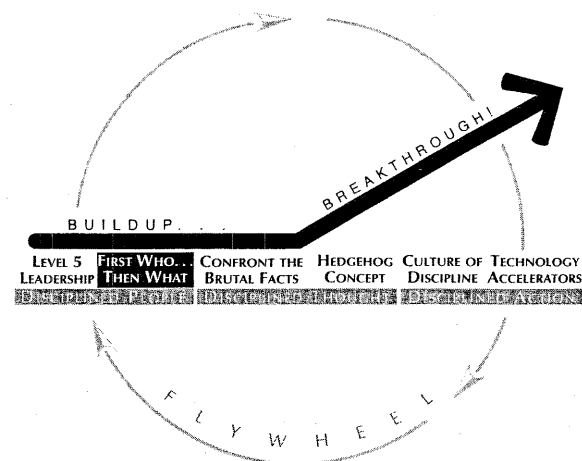 BUILDUP...
BREAKTHROUGH!
LEVEL 5 LEADERSHIP
FIRST WHO... THEN WHAT
CONFRONT THE BRUTAL FACTS
HEDGEHOG CONCEPT
CULTURE OF DISCIPLINE
TECHNOLOGY ACCELERATORS
DISCIPLINED PEOPLE
DISCIPLINED THOUGHT
DISCIPLINED ACTION
FLYWHEEL